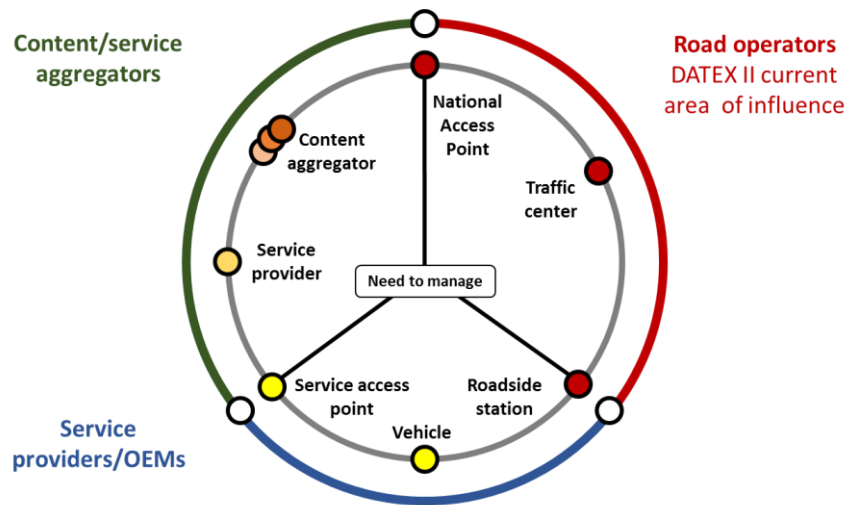 Content/service
aggregators
Road operators
DATEX II current
area of influence
National
Access
Point
Content
aggregator
Traffic
center
Service
provider
Need to manage
Service access
point
Roadside
station
Vehicle
Service
providers/OEMs